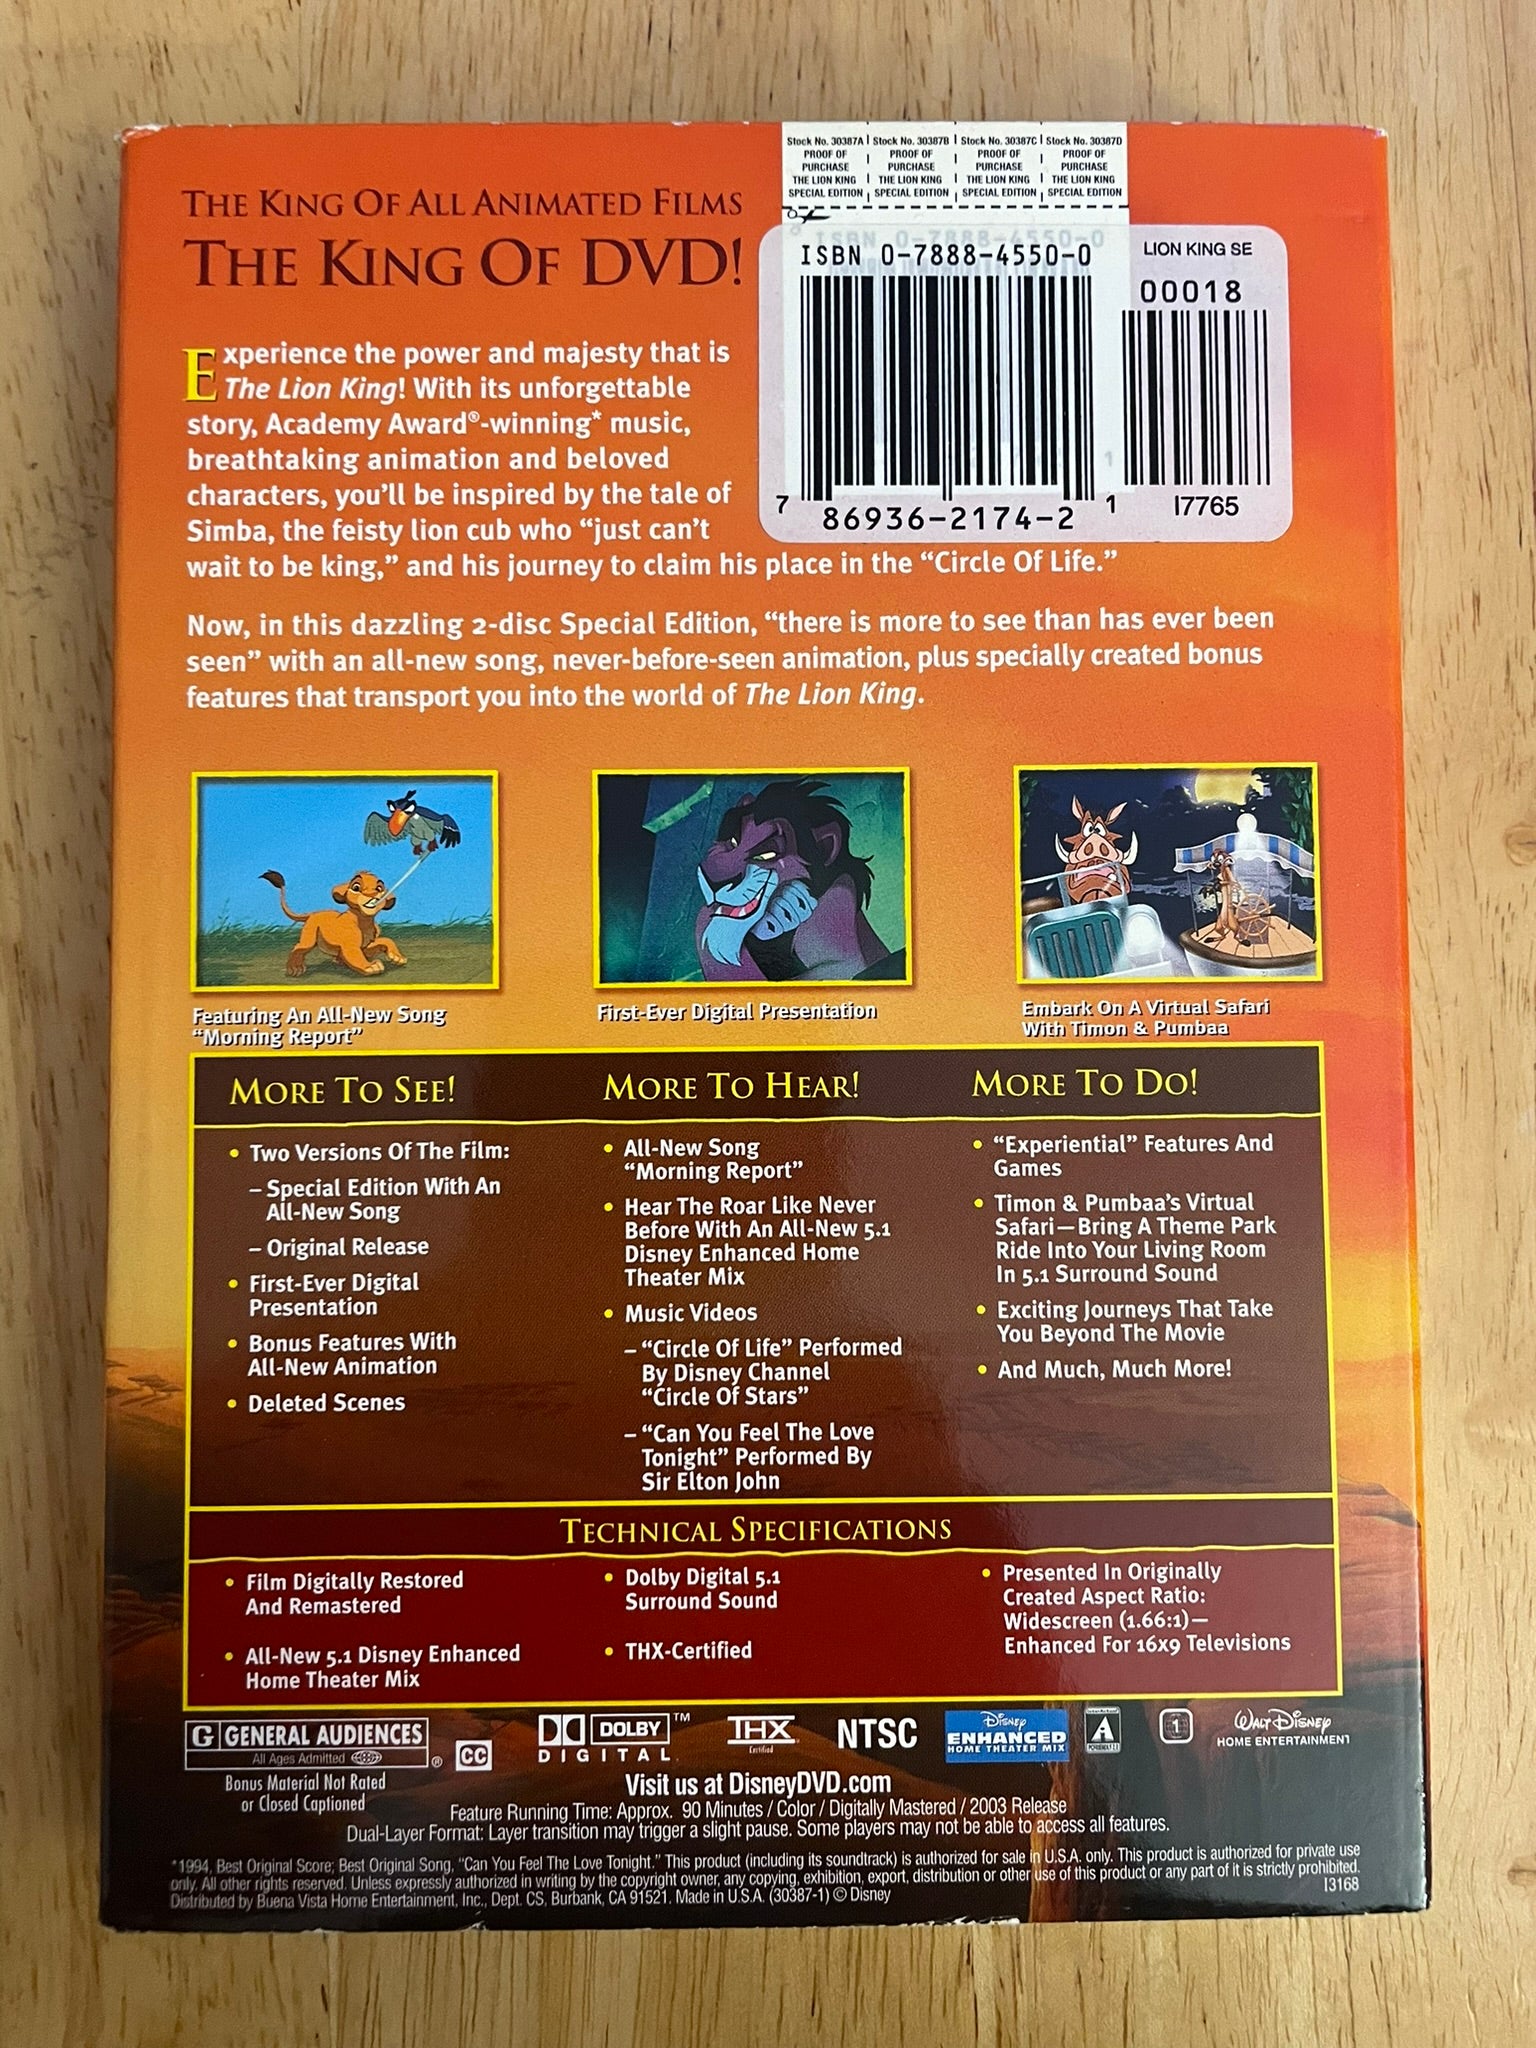 Stock No. 30387A Stock No. 30387B Stock No. 30387C Stock No. 30387D
PROOF OF PROOF OF PROOF OF PROOF OF
PURCHASE PURCHASE PURCHASE PURCHASE
THE LION KING THE LION KING THE LION KING THE LION KING
SPECIAL EDITION SPECIAL EDITION SPECIAL EDITION SPECIAL EDITION
THE KING OF ALL ANIMATED FILMS
THE KING OF DVD!
ISBN 0-7888-4550-0
ISBN 0-7888-4550-0
LION KING SE
00018
7 86936-2174-2 1
17765
Experience the power and majesty that is
The Lion King! With its unforgettable
story, Academy Award®-winning* music,
breathtaking animation and beloved
characters, you'll be inspired by the tale of
Simba, the feisty lion cub who “just can't
wait to be king,” and his journey to claim his place in the “Circle Of Life.”
Now, in this dazzling 2-disc Special Edition, “there is more to see than has ever been
seen” with an all-new song, never-before-seen animation, plus specially created bonus
features that transport you into the world of The Lion King.
Featuring An All-New Song
“Morning Report”
First-Ever Digital Presentation
Embark On A Virtual Safari
With Timon & Pumbaa
MORE TO SEE!
• Two Versions Of The Film:
– Special Edition With An
All-New Song
– Original Release
• First-Ever Digital
Presentation
• Bonus Features With
All-New Animation
• Deleted Scenes
MORE TO HEAR!
• All-New Song
“Morning Report”
• Hear The Roar Like Never
Before With An All-New 5.1
Disney Enhanced Home
Theater Mix
• Music Videos
– “Circle Of Life” Performed
By Disney Channel
“Circle Of Stars”
– “Can You Feel The Love
Tonight” Performed By
Sir Elton John
MORE TO DO!
• “Experiential” Features And
Games
• Timon & Pumbaa's Virtual
Safari—Bring A Theme Park
Ride Into Your Living Room
In 5.1 Surround Sound
• Exciting Journeys That Take
You Beyond The Movie
• And Much, Much More!
TECHNICAL SPECIFICATIONS
• Film Digitally Restored
And Remastered
• All-New 5.1 Disney Enhanced
Home Theater Mix
• Dolby Digital 5.1
Surround Sound
• THX-Certified
• Presented In Originally
Created Aspect Ratio:
Widescreen (1.66:1)—
Enhanced For 16x9 Televisions
G GENERAL AUDIENCES
All Ages Admitted ®
Bonus Material Not Rated
or Closed Captioned
CC
DOLBY™
DIGITAL
THX
Certified
NTSC
DISNEY
ENHANCED
HOME THEATER MIX
A
1
WALT DISNEY
HOME ENTERTAINMENT
Visit us at DisneyDVD.com
Feature Running Time: Approx. 90 Minutes / Color / Digitally Mastered / 2003 Release
Dual-Layer Format: Layer transition may trigger a slight pause. Some players may not be able to access all features.
*1994, Best Original Score; Best Original Song, “Can You Feel The Love Tonight.” This product (including its soundtrack) is authorized for sale in U.S.A. only. This product is authorized for private use
only. All other rights reserved. Unless expressly authorized in writing by the copyright owner, any copying, exhibition, export, distribution or other use of this product or any part of it is strictly prohibited.
Distributed by Buena Vista Home Entertainment, Inc., Dept. CS, Burbank, CA 91521. Made in U.S.A. (30387-1) © Disney
13168